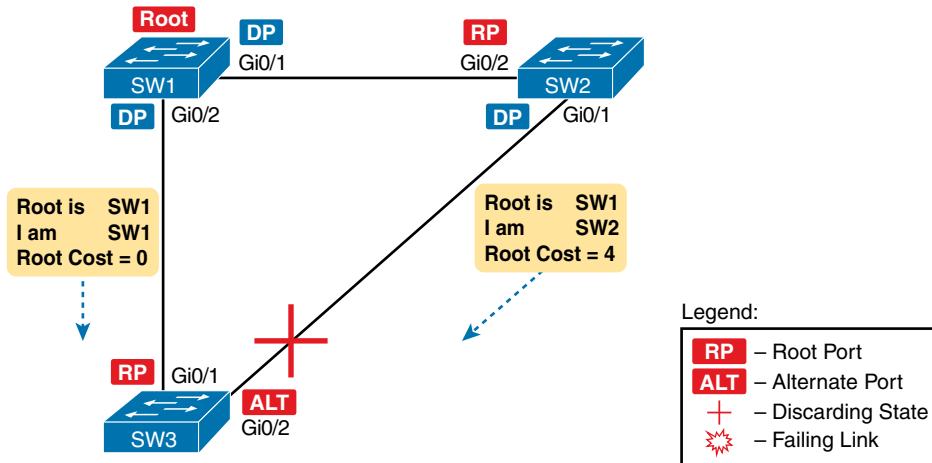 Root
DP
RP
Gi0/1
Gi0/2
SW1
SW2
DP
Gi0/2
DP
Gi0/1
Root is SW1
I am SW1
Root Cost = 0
Root is SW1
I am SW2
Root Cost = 4
RP
Gi0/1
ALT
Gi0/2
SW3
Legend:
RP – Root Port
ALT – Alternate Port
– Discarding State
– Failing Link